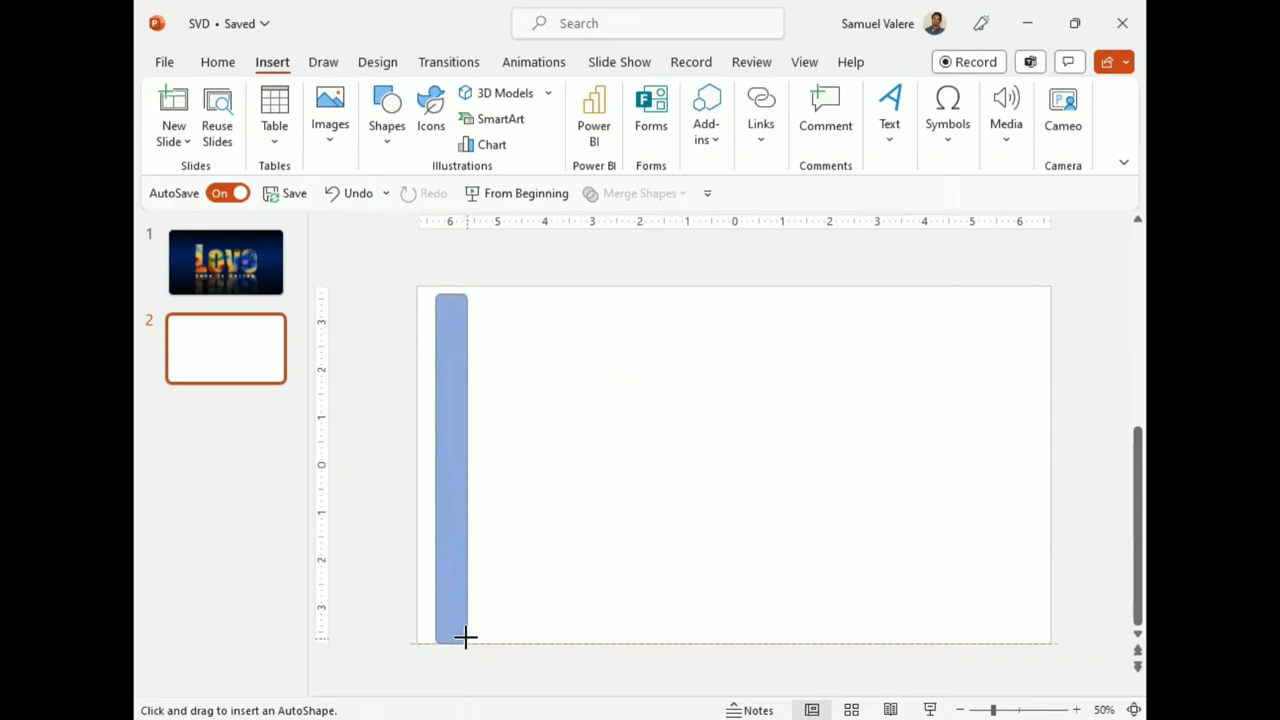 SVD • Saved
Search
Samuel Valere
File Home Insert Draw Design Transitions Animations Slide Show Record Review View Help Record
New Slide
Reuse Slides
Table
Images
Shapes
Icons
3D Models
SmartArt
Chart
Power BI
Forms
Add-ins
Links
Comment
Text
Symbols
Media
Cameo
Slides Tables Illustrations Power BI Forms Comments Camera
AutoSave On Save Undo Redo From Beginning Merge Shapes
6 5 4 3 2 1 0 1 2 3 4 5 6
1
Love
2
3
2
1
0
1
2
3
Click and drag to insert an AutoShape. Notes 50%